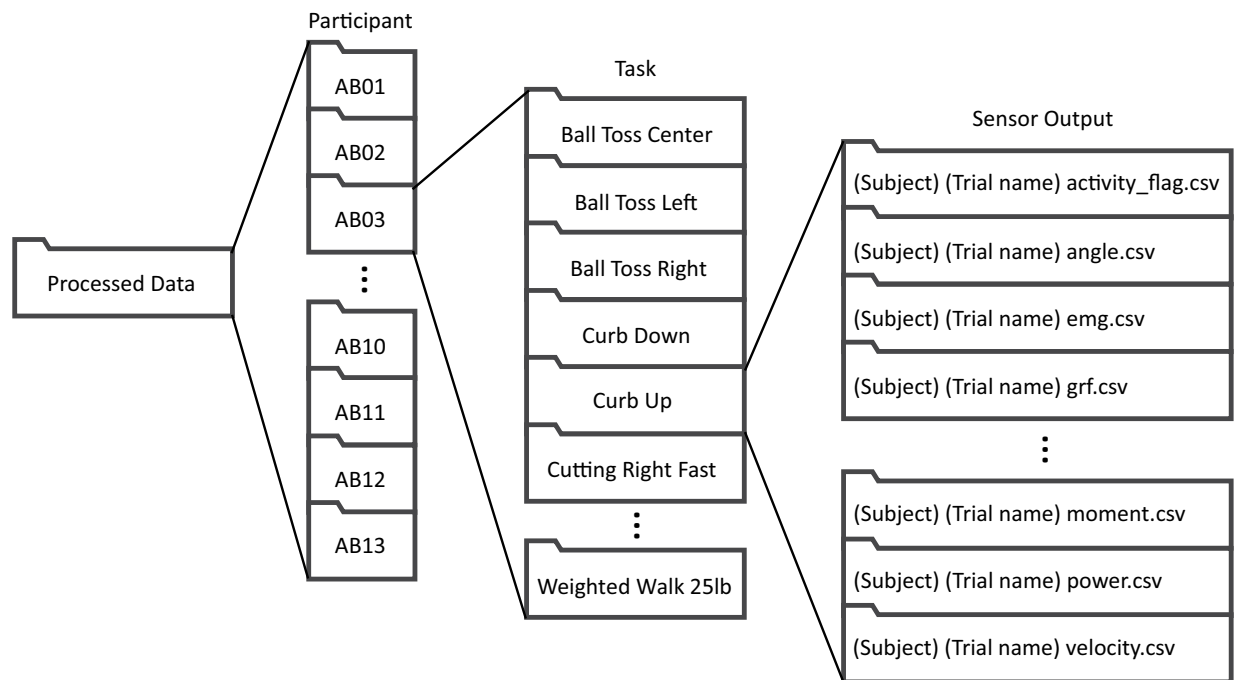 Processed Data
Participant
AB01
AB02
AB03
⋮
AB10
AB11
AB12
AB13
Task
Ball Toss Center
Ball Toss Left
Ball Toss Right
Curb Down
Curb Up
Cutting Right Fast
⋮
Weighted Walk 25lb
Sensor Output
(Subject) (Trial name) activity_flag.csv
(Subject) (Trial name) angle.csv
(Subject) (Trial name) emg.csv
(Subject) (Trial name) grf.csv
⋮
(Subject) (Trial name) moment.csv
(Subject) (Trial name) power.csv
(Subject) (Trial name) velocity.csv